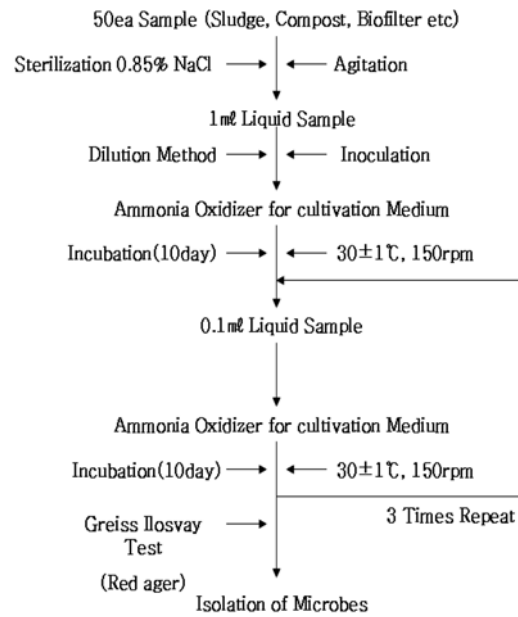 50ea Sample (Sludge, Compost, Biofilter etc)
Sterilization 0.85% NaCl
Agitation
1㎖ Liquid Sample
Dilution Method
Inoculation
Ammonia Oxidizer for cultivation Medium
Incubation(10day)
30±1℃, 150rpm
0.1㎖ Liquid Sample
Ammonia Oxidizer for cultivation Medium
Incubation(10day)
30±1℃, 150rpm
3 Times Repeat
Greiss Ilosvay
Test
(Red ager)
Isolation of Microbes